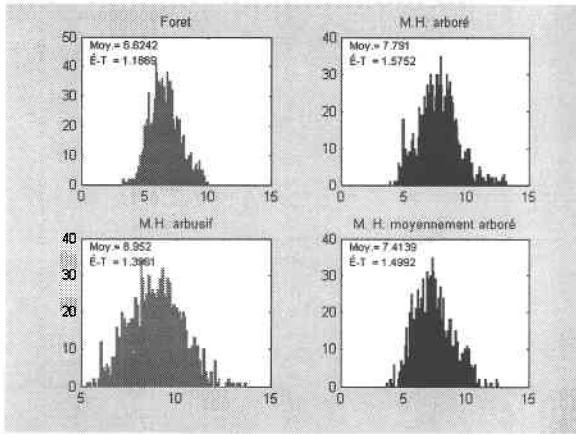 Foret
Moy.= 6.6242
É-T = 1.1869
50
40
30
20
10
0
0 5 10 15
M.H. arboré
Moy.= 7.791
É-T = 1.5752
40
30
20
10
0
0 5 10 15
M.H. arbusif
Moy.= 8.952
É-T = 1.3961
40
30
20
10
0
10 15
M. H. moyennement arboré
Moy.= 7.4139
É-T = 1.4992
40
30
20
10
0
0 5 10 15